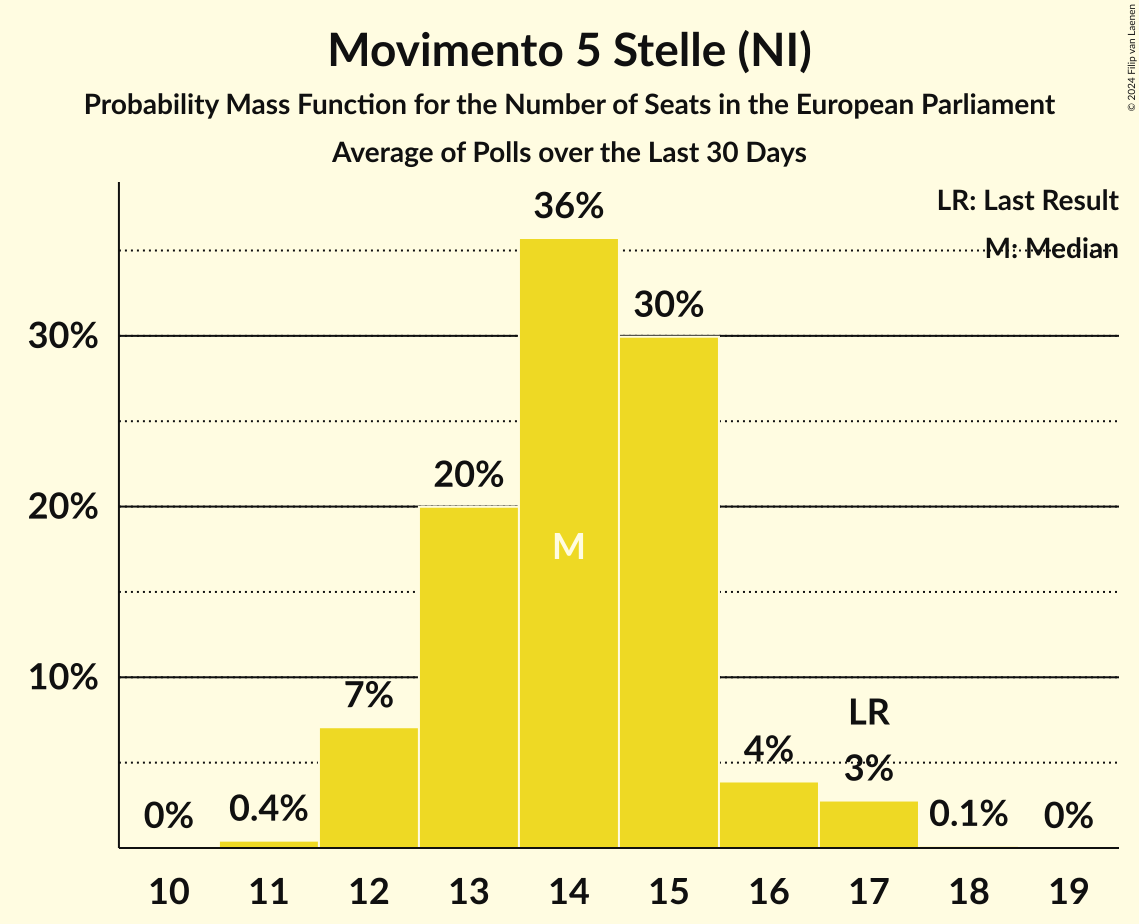 Movimento 5 Stelle (NI)
Probability Mass Function for the Number of Seats in the European Parliament
Average of Polls over the Last 30 Days
© 2024 Filip van Laenen
LR: Last Result
M: Median
36%
30%
30%
20%
20%
M
10%
7%
LR
4%
3%
0%
0.4%
0.1%
0%
10 11 12 13 14 15 16 17 18 19